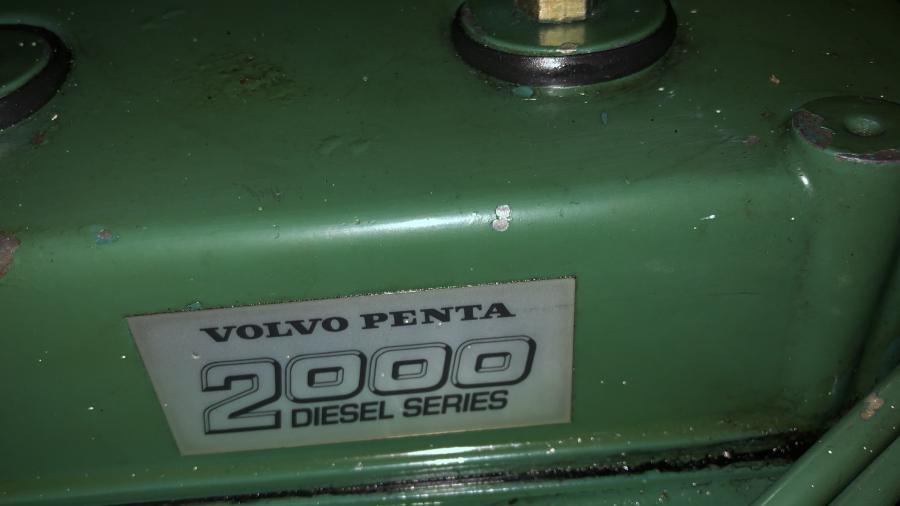 VOLVO PENTA
2000
DIESEL SERIES